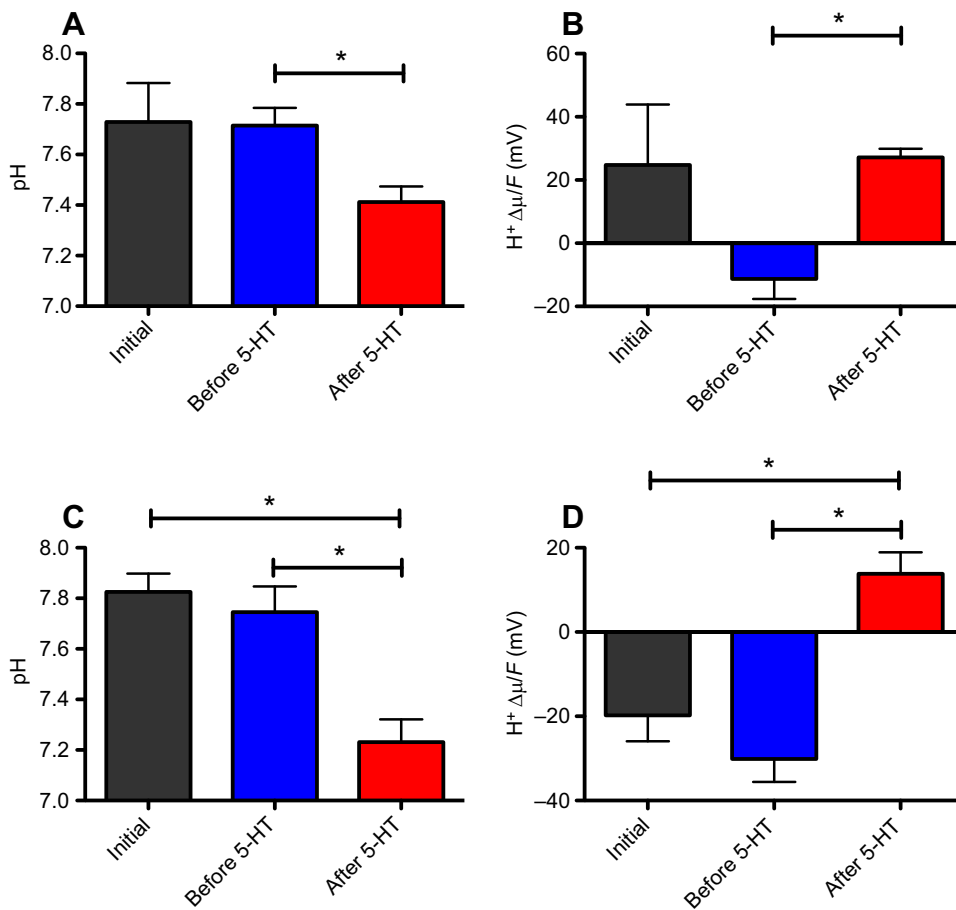 A
*
8.0
7.8
7.6
7.4
7.2
7.0
pH
Initial
Before 5-HT
After 5-HT
B
*
60
40
20
0
–20
H+ Δμ/F (mV)
Initial
Before 5-HT
After 5-HT
C
*
*
8.0
7.8
7.6
7.4
7.2
7.0
pH
Initial
Before 5-HT
After 5-HT
D
*
*
20
0
–20
–40
H+ Δμ/F (mV)
Initial
Before 5-HT
After 5-HT